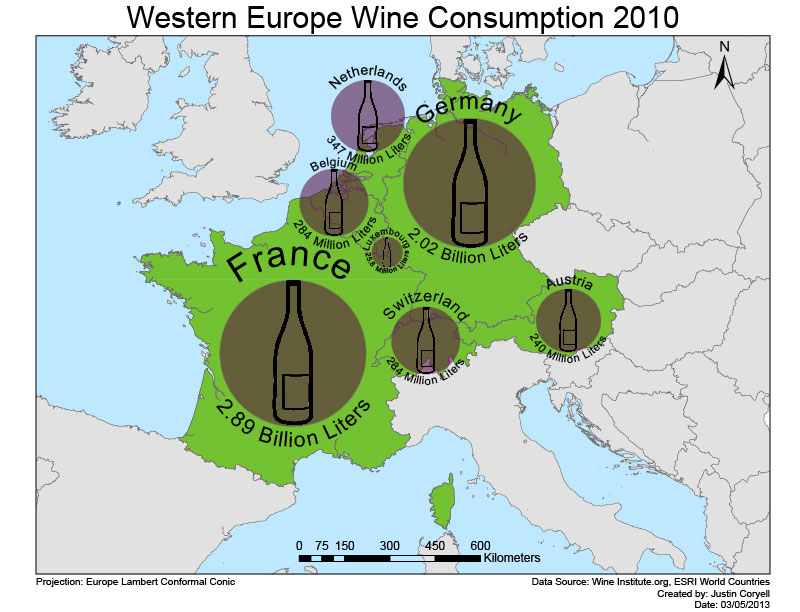 Western Europe Wine Consumption 2010
N
Netherlands
347 Million Liters
Germany
2.02 Billion Liters
Belgium
284 Million Liters
Luxembourg
25.6 Million Liters
France
2.89 Billion Liters
Switzerland
284 Million Liters
Austria
240 Million Liters
0 75 150 300 450 600
Kilometers
Projection: Europe Lambert Conformal Conic
Data Source: Wine Institute.org, ESRI World Countries
Created by: Justin Coryell
Date: 03/05/2013